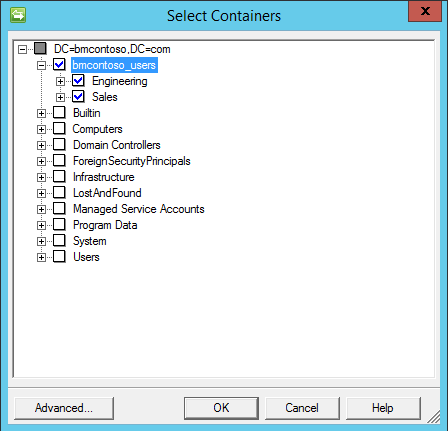 Select Containers
DC=bmcontoso,DC=com
bmcontoso_users
Engineering
Sales
Builtin
Computers
Domain Controllers
ForeignSecurityPrincipals
Infrastructure
LostAndFound
Managed Service Accounts
Program Data
System
Users
Advanced... OK Cancel Help